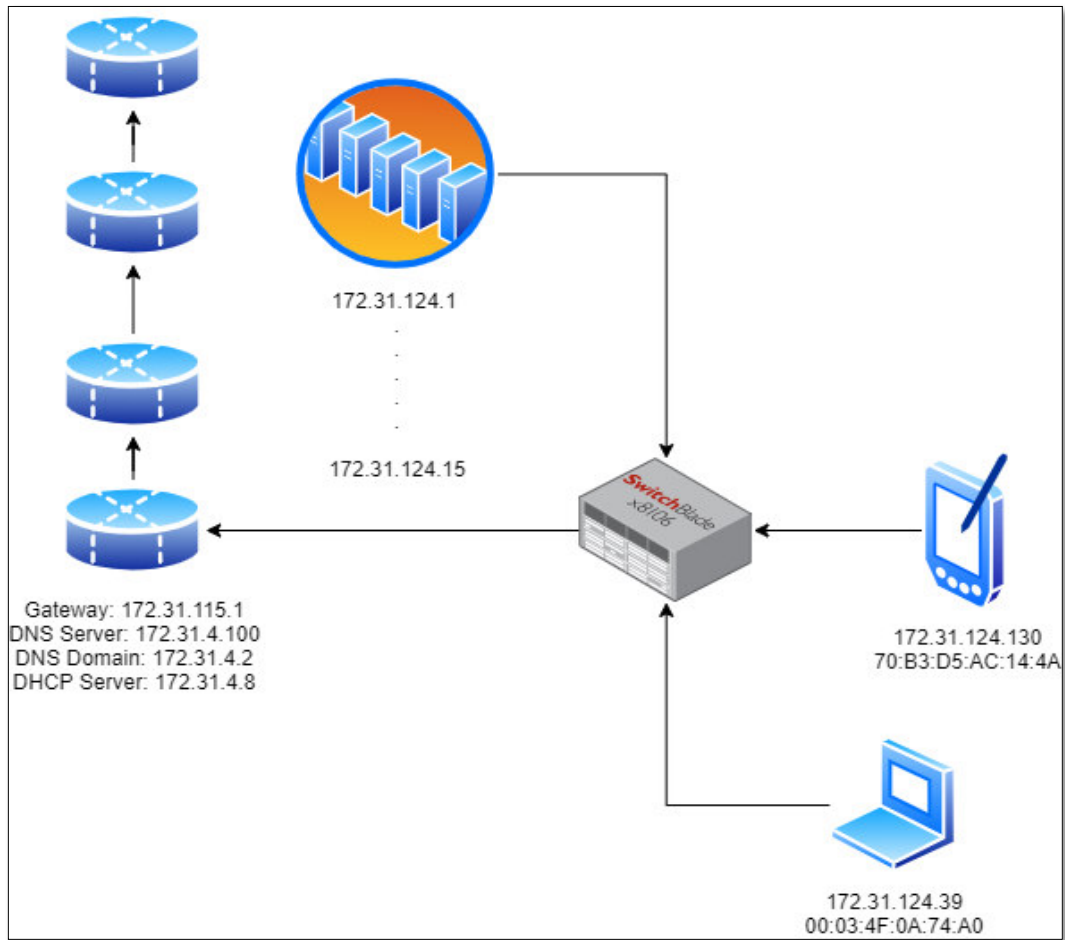 172.31.124.1
.
.
.
.
.
172.31.124.15
SwitchBlade
x8106
Gateway: 172.31.115.1
DNS Server: 172.31.4.100
DNS Domain: 172.31.4.2
DHCP Server: 172.31.4.8
172.31.124.130
70:B3:D5:AC:14:4A
172.31.124.39
00:03:4F:0A:74:A0